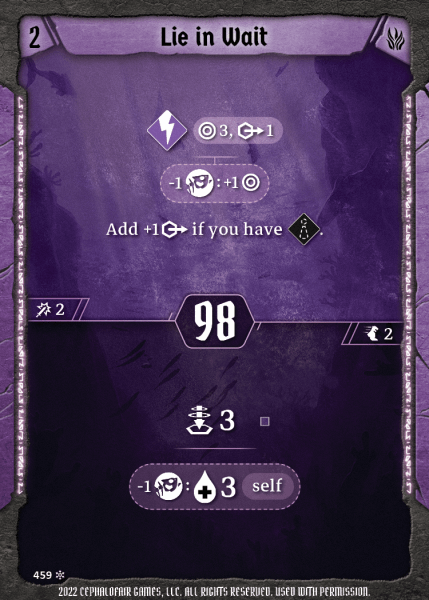 2 Lie in Wait
3, 1
-1 : +1
Add +1 if you have .
2
98
2
3
-1 : 3 self
459
2022 CEPHALOFAIR GAMES, LLC. ALL RIGHTS RESERVED. USED WITH PERMISSION.